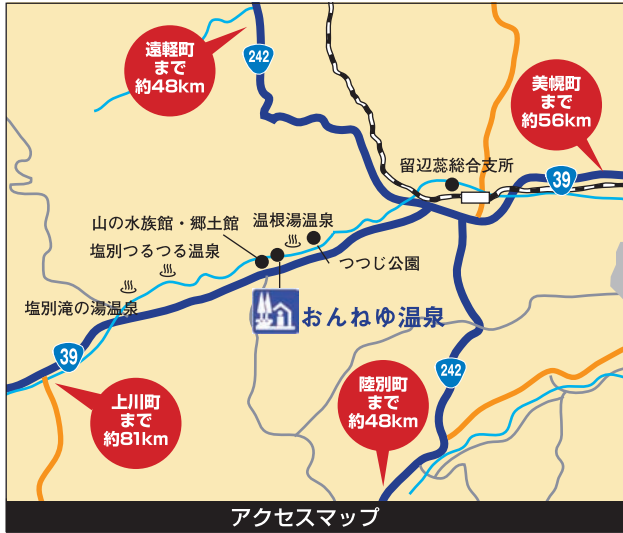 遠軽町
まで
約48km
242
美幌町
まで
約56km
留辺蘂総合支所
39
山の水族館・郷土館
温根湯温泉
塩別つるつる温泉
つつじ公園
塩別滝の湯温泉
おんねゆ温泉
39
242
上川町
まで
約81km
陸別町
まで
約48km
アクセスマップ